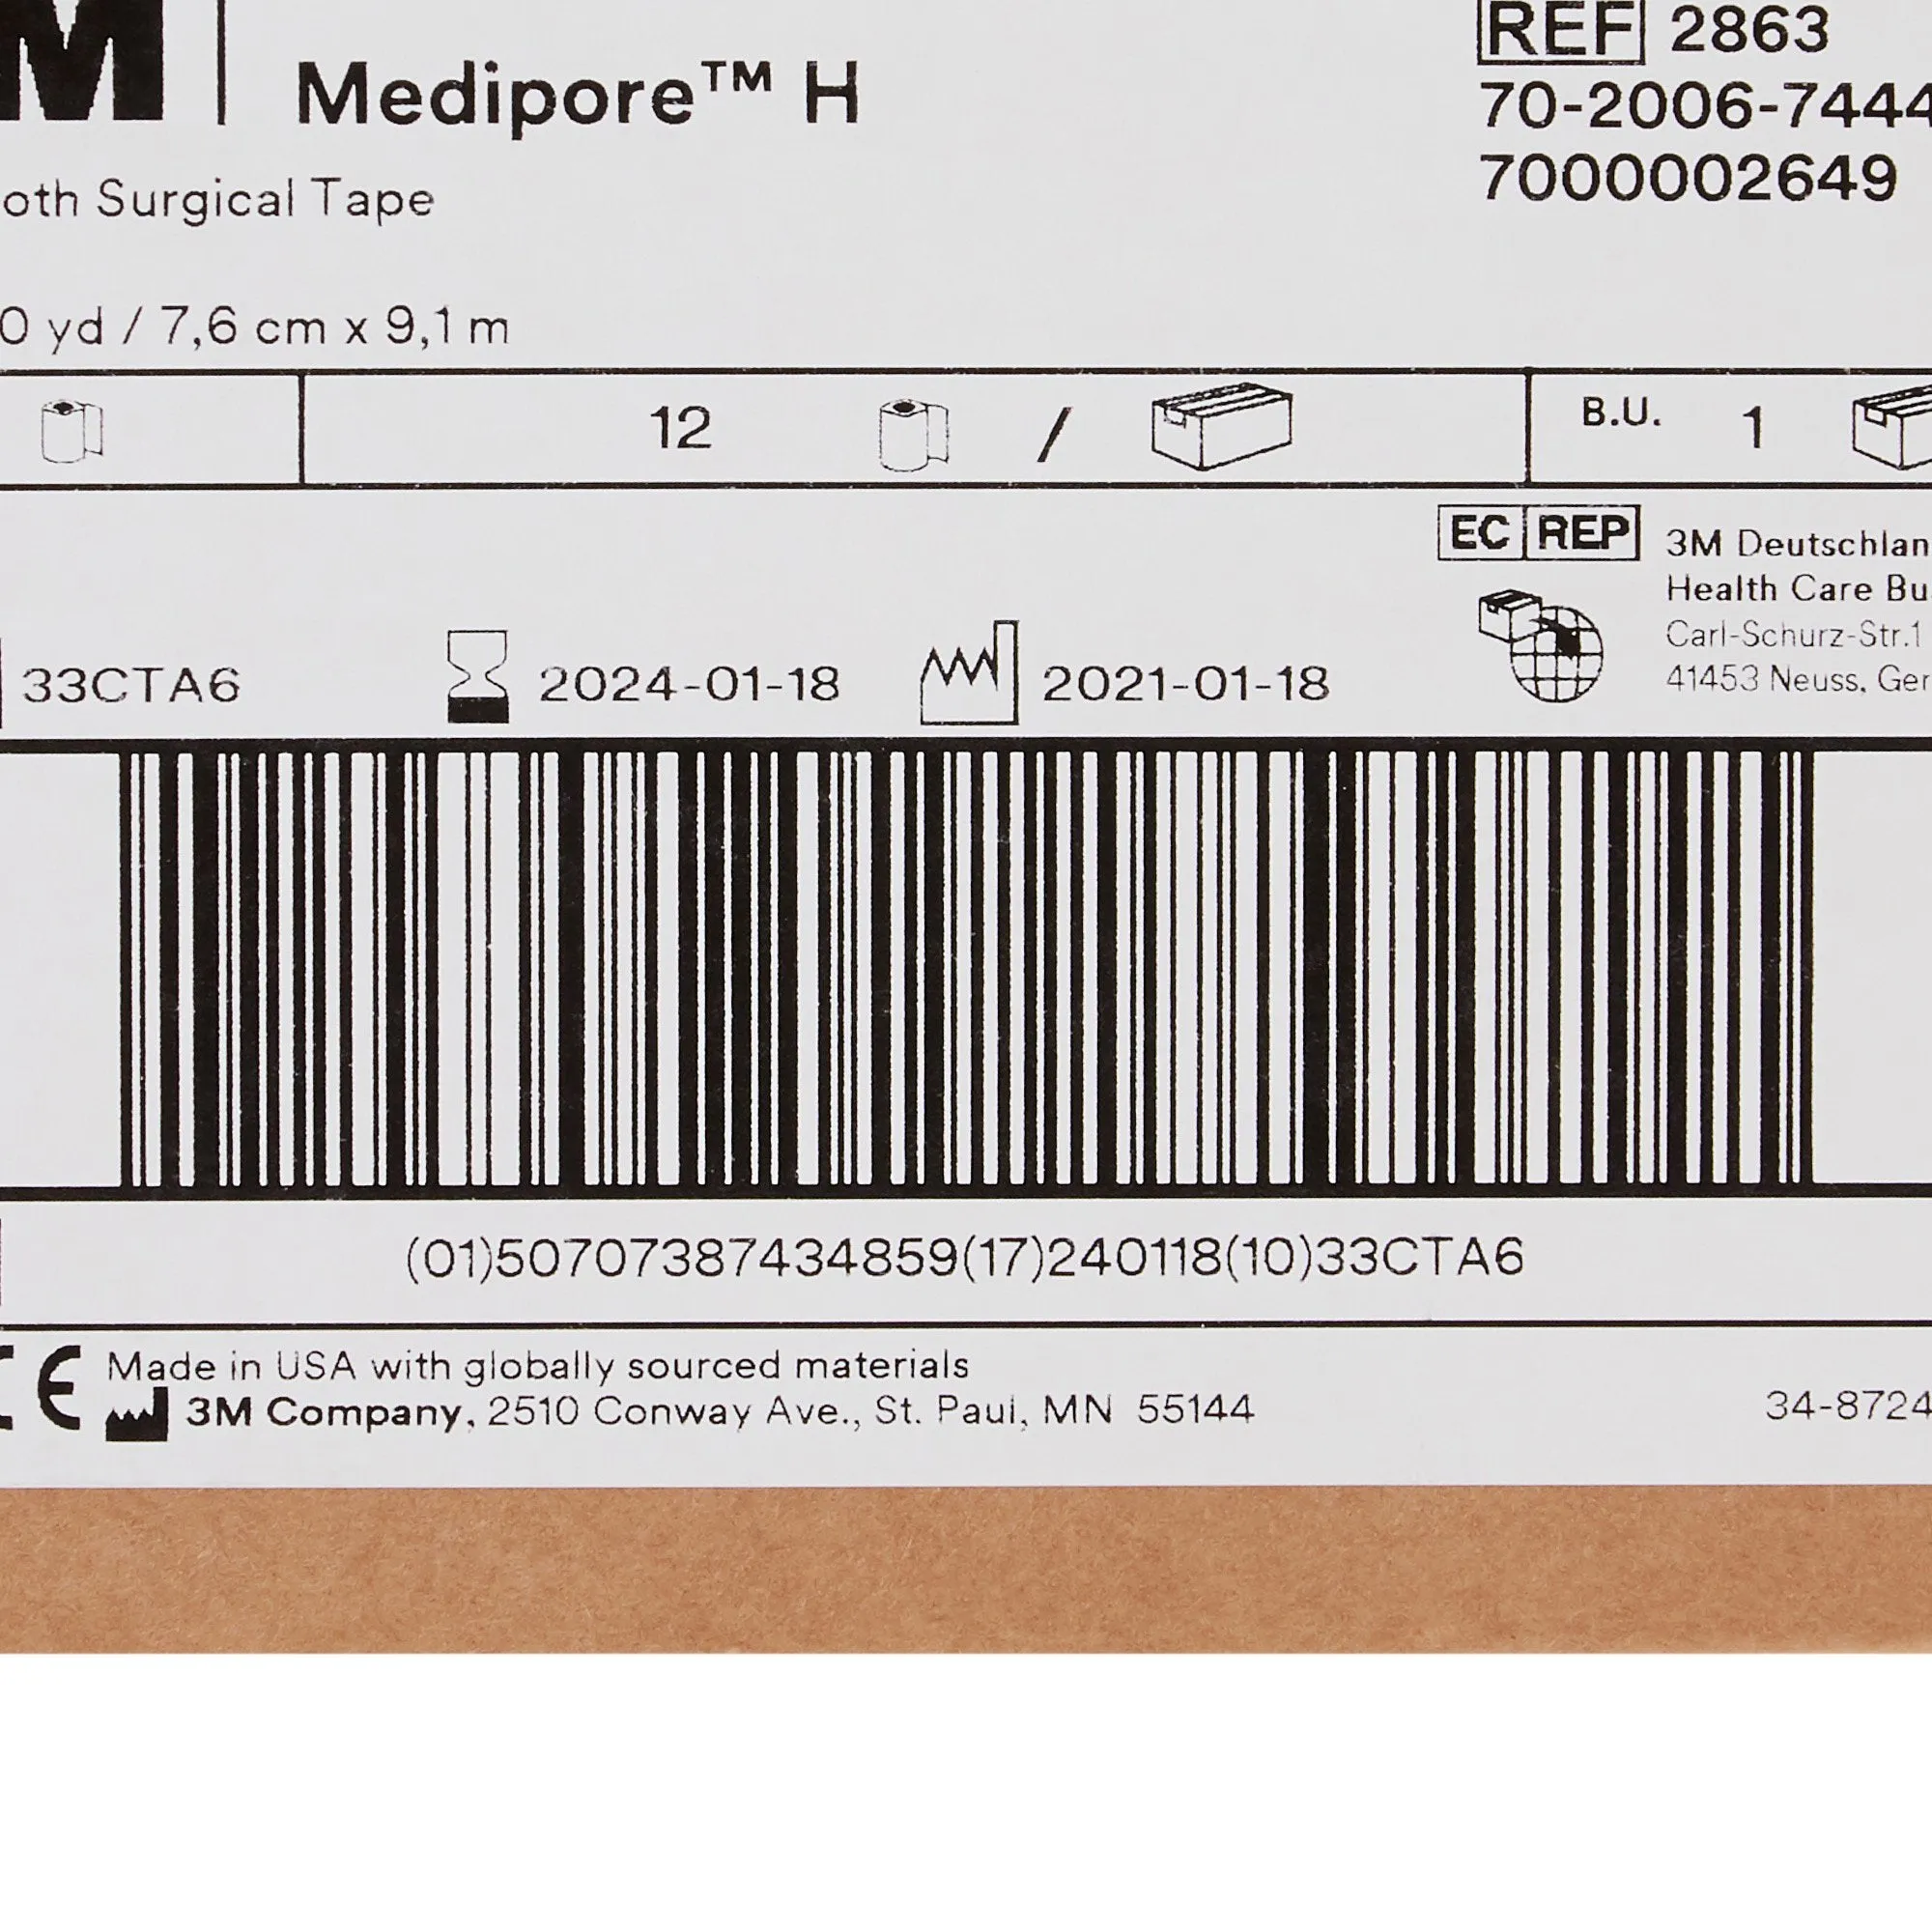 M Medipore™ H
oth Surgical Tape
0 yd / 7,6 cm x 9,1 m
REF 2863
70-2006-7444
7000002649
12 /
B.U. 1
EC REP 3M Deutschlan
Health Care Bu
Carl-Schurz-Str.1
41453 Neuss, Ger
33CTA6 2024-01-18 2021-01-18
(01)50707387434859(17)240118(10)33CTA6
CE Made in USA with globally sourced materials
3M Company, 2510 Conway Ave., St. Paul, MN 55144
34-8724